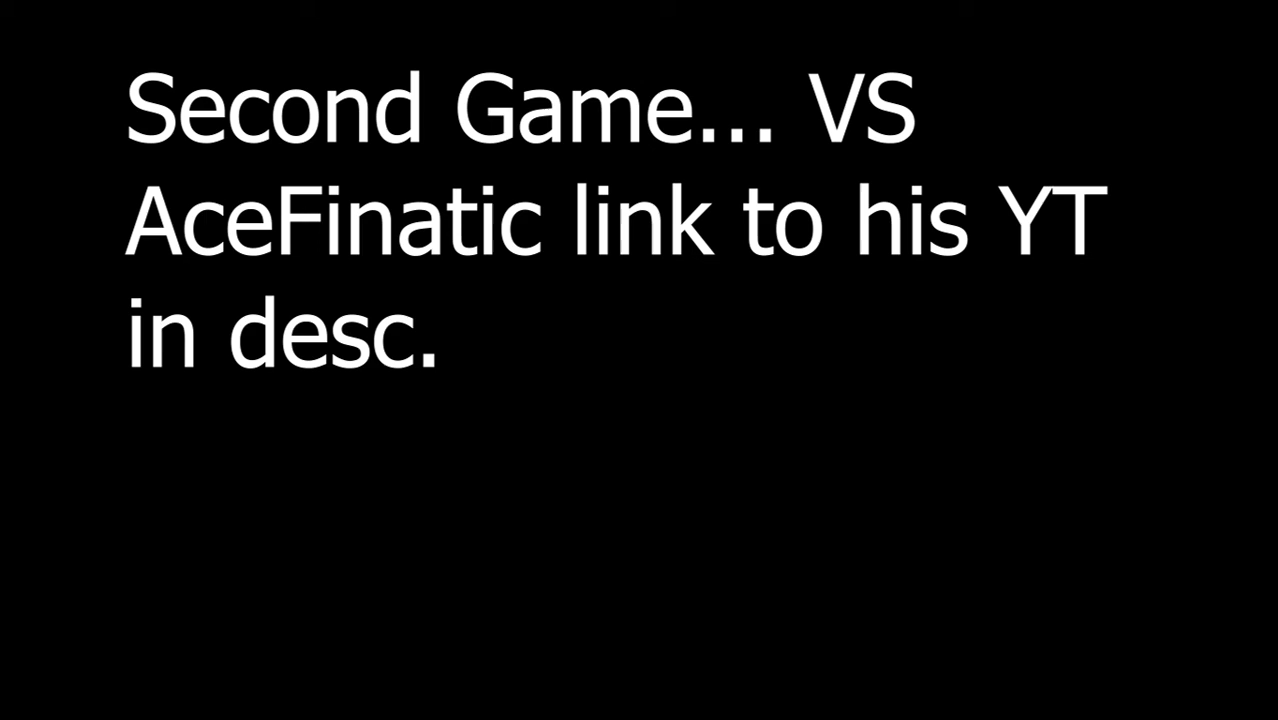 Second Game... VS
AceFinatic link to his YT
in desc.